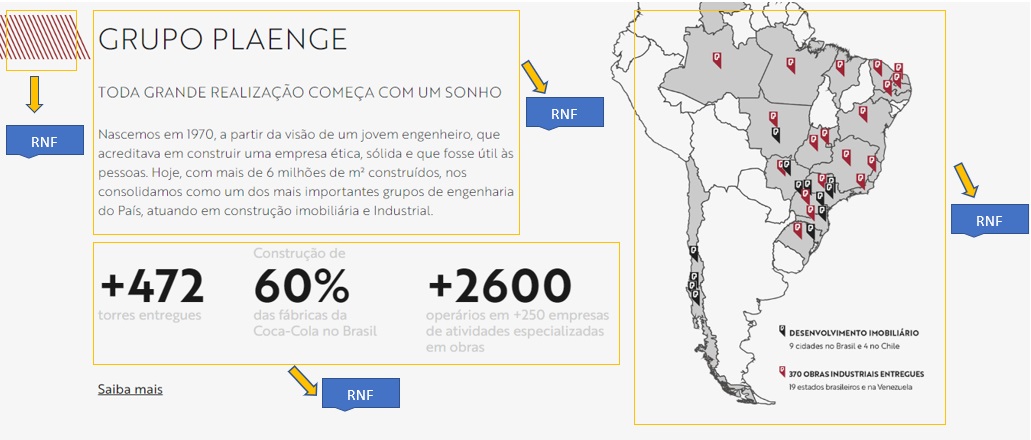 GRUPO PLAENGE
TODA GRANDE REALIZAÇÃO COMEÇA COM UM SONHO
RNF
RNF
Nascemos em 1970, a partir da visão de um jovem engenheiro, que
acreditava em construir uma empresa ética, sólida e que fosse útil às
pessoas. Hoje, com mais de 6 milhões de m² construídos, nos
consolidamos como um dos mais importantes grupos de engenharia
do País, atuando em construção imobiliária e Industrial.
RNF
+472
torres entregues
Construção de
60%
das fábricas da
Coca-Cola no Brasil
+2600
operários em +250 empresas
de atividades especializadas
em obras
DESENVOLVIMENTO IMOBILIÁRIO
9 cidades no Brasil e 4 no Chile
370 OBRAS INDUSTRIAIS ENTREGUES
19 estados brasileiros e na Venezuela
Saiba mais
RNF